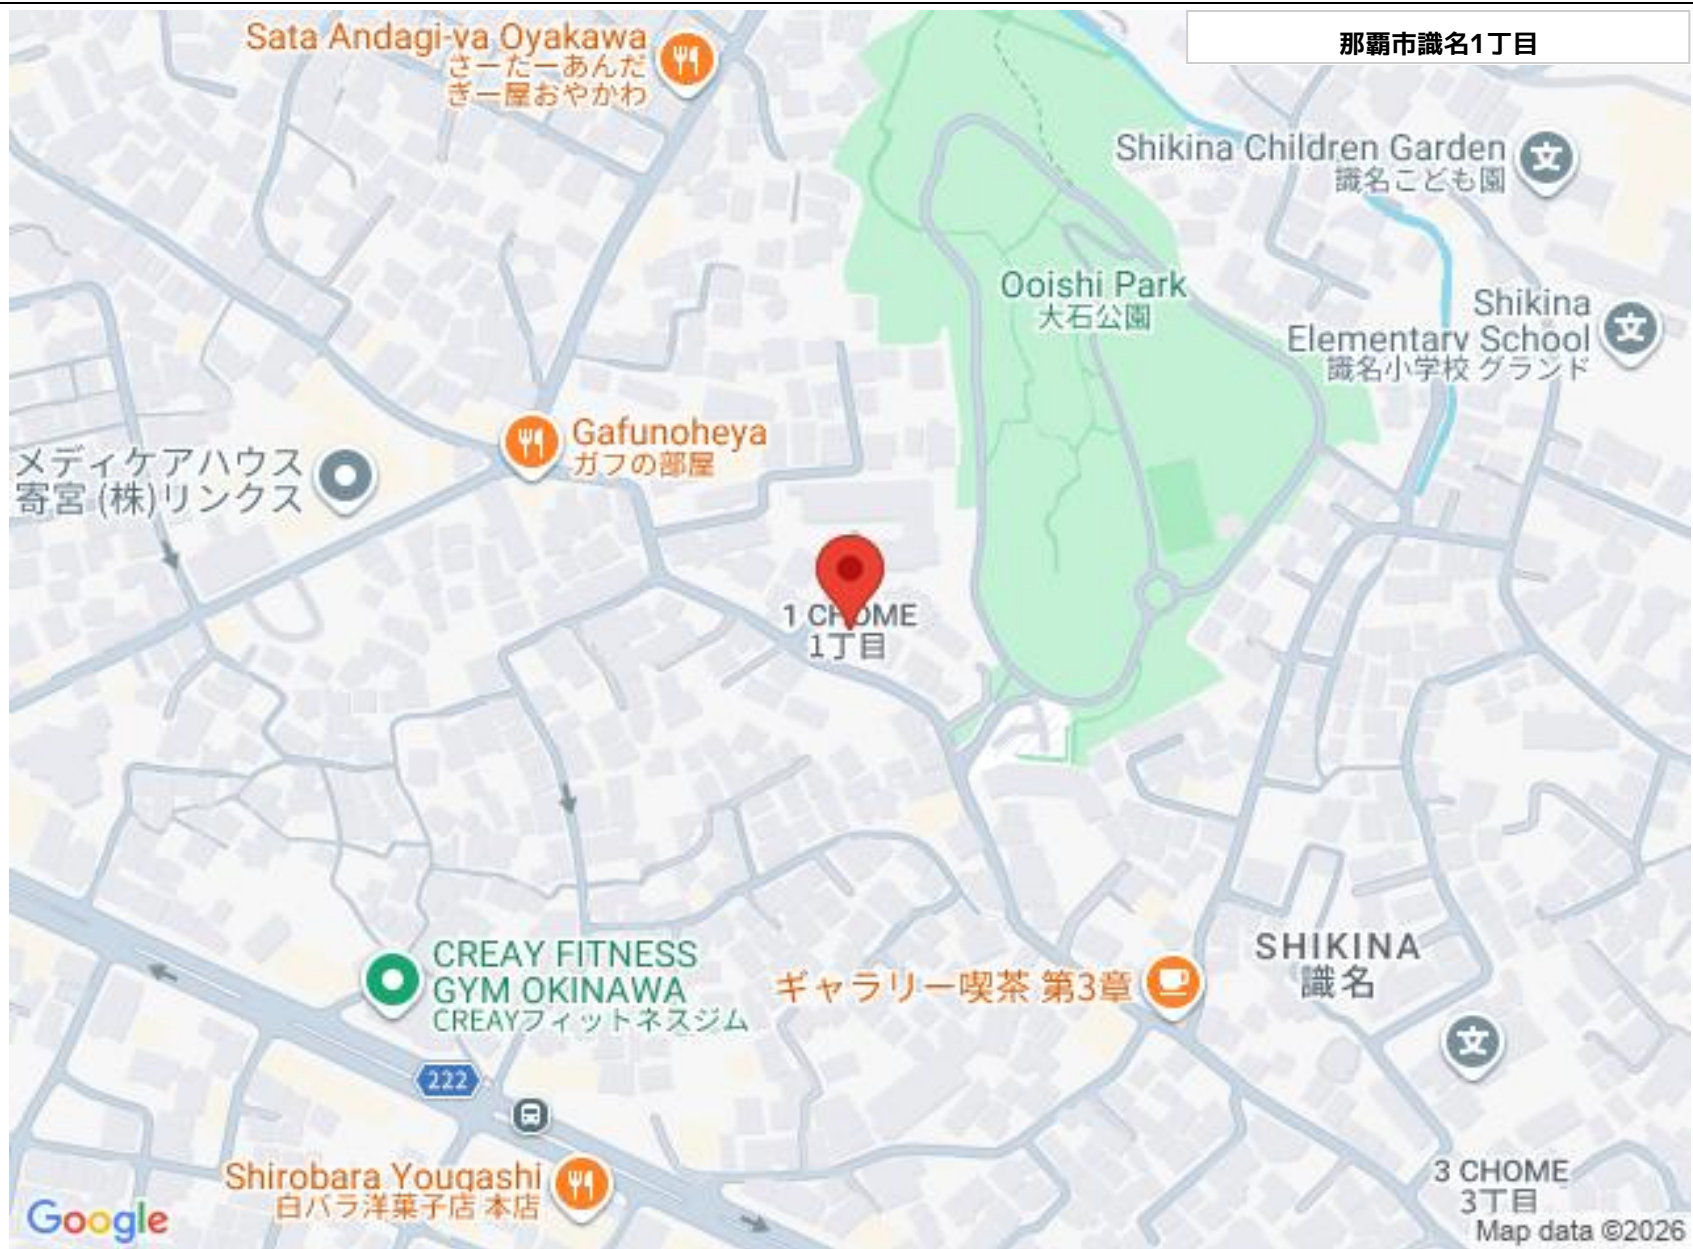 那覇市識名1丁目
Sata Andagi-ya Oyakawa
さーたーあんだ
ぎー屋おやかわ
Shikina Children Garden
識名こども園
Ooishi Park
大石公園
Shikina
Elementary School
識名小学校 グランド
Gafunoheya
ガフの部屋
メディケアハウス
寄宮 (株)リンクス
1 CHOME
1丁目
CREAY FITNESS
GYM OKINAWA
CREAYフィットネスジム
ギャラリー喫茶 第3章
SHIKINA
識名
文
文
文
222
Shirobara Yougashi
白バラ洋菓子店 本店
3 CHOME
3丁目
Google
Map data ©2026